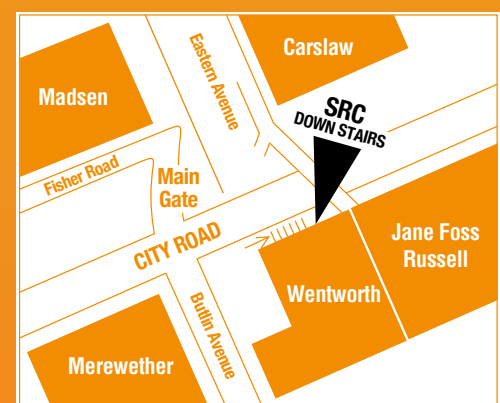 Carslaw
Eastern Avenue
Madsen
SRC
DOWN STAIRS
Fisher Road
Main
Gate
CITY ROAD
Jane Foss
Russell
Wentworth
Butlin Avenue
Merewether